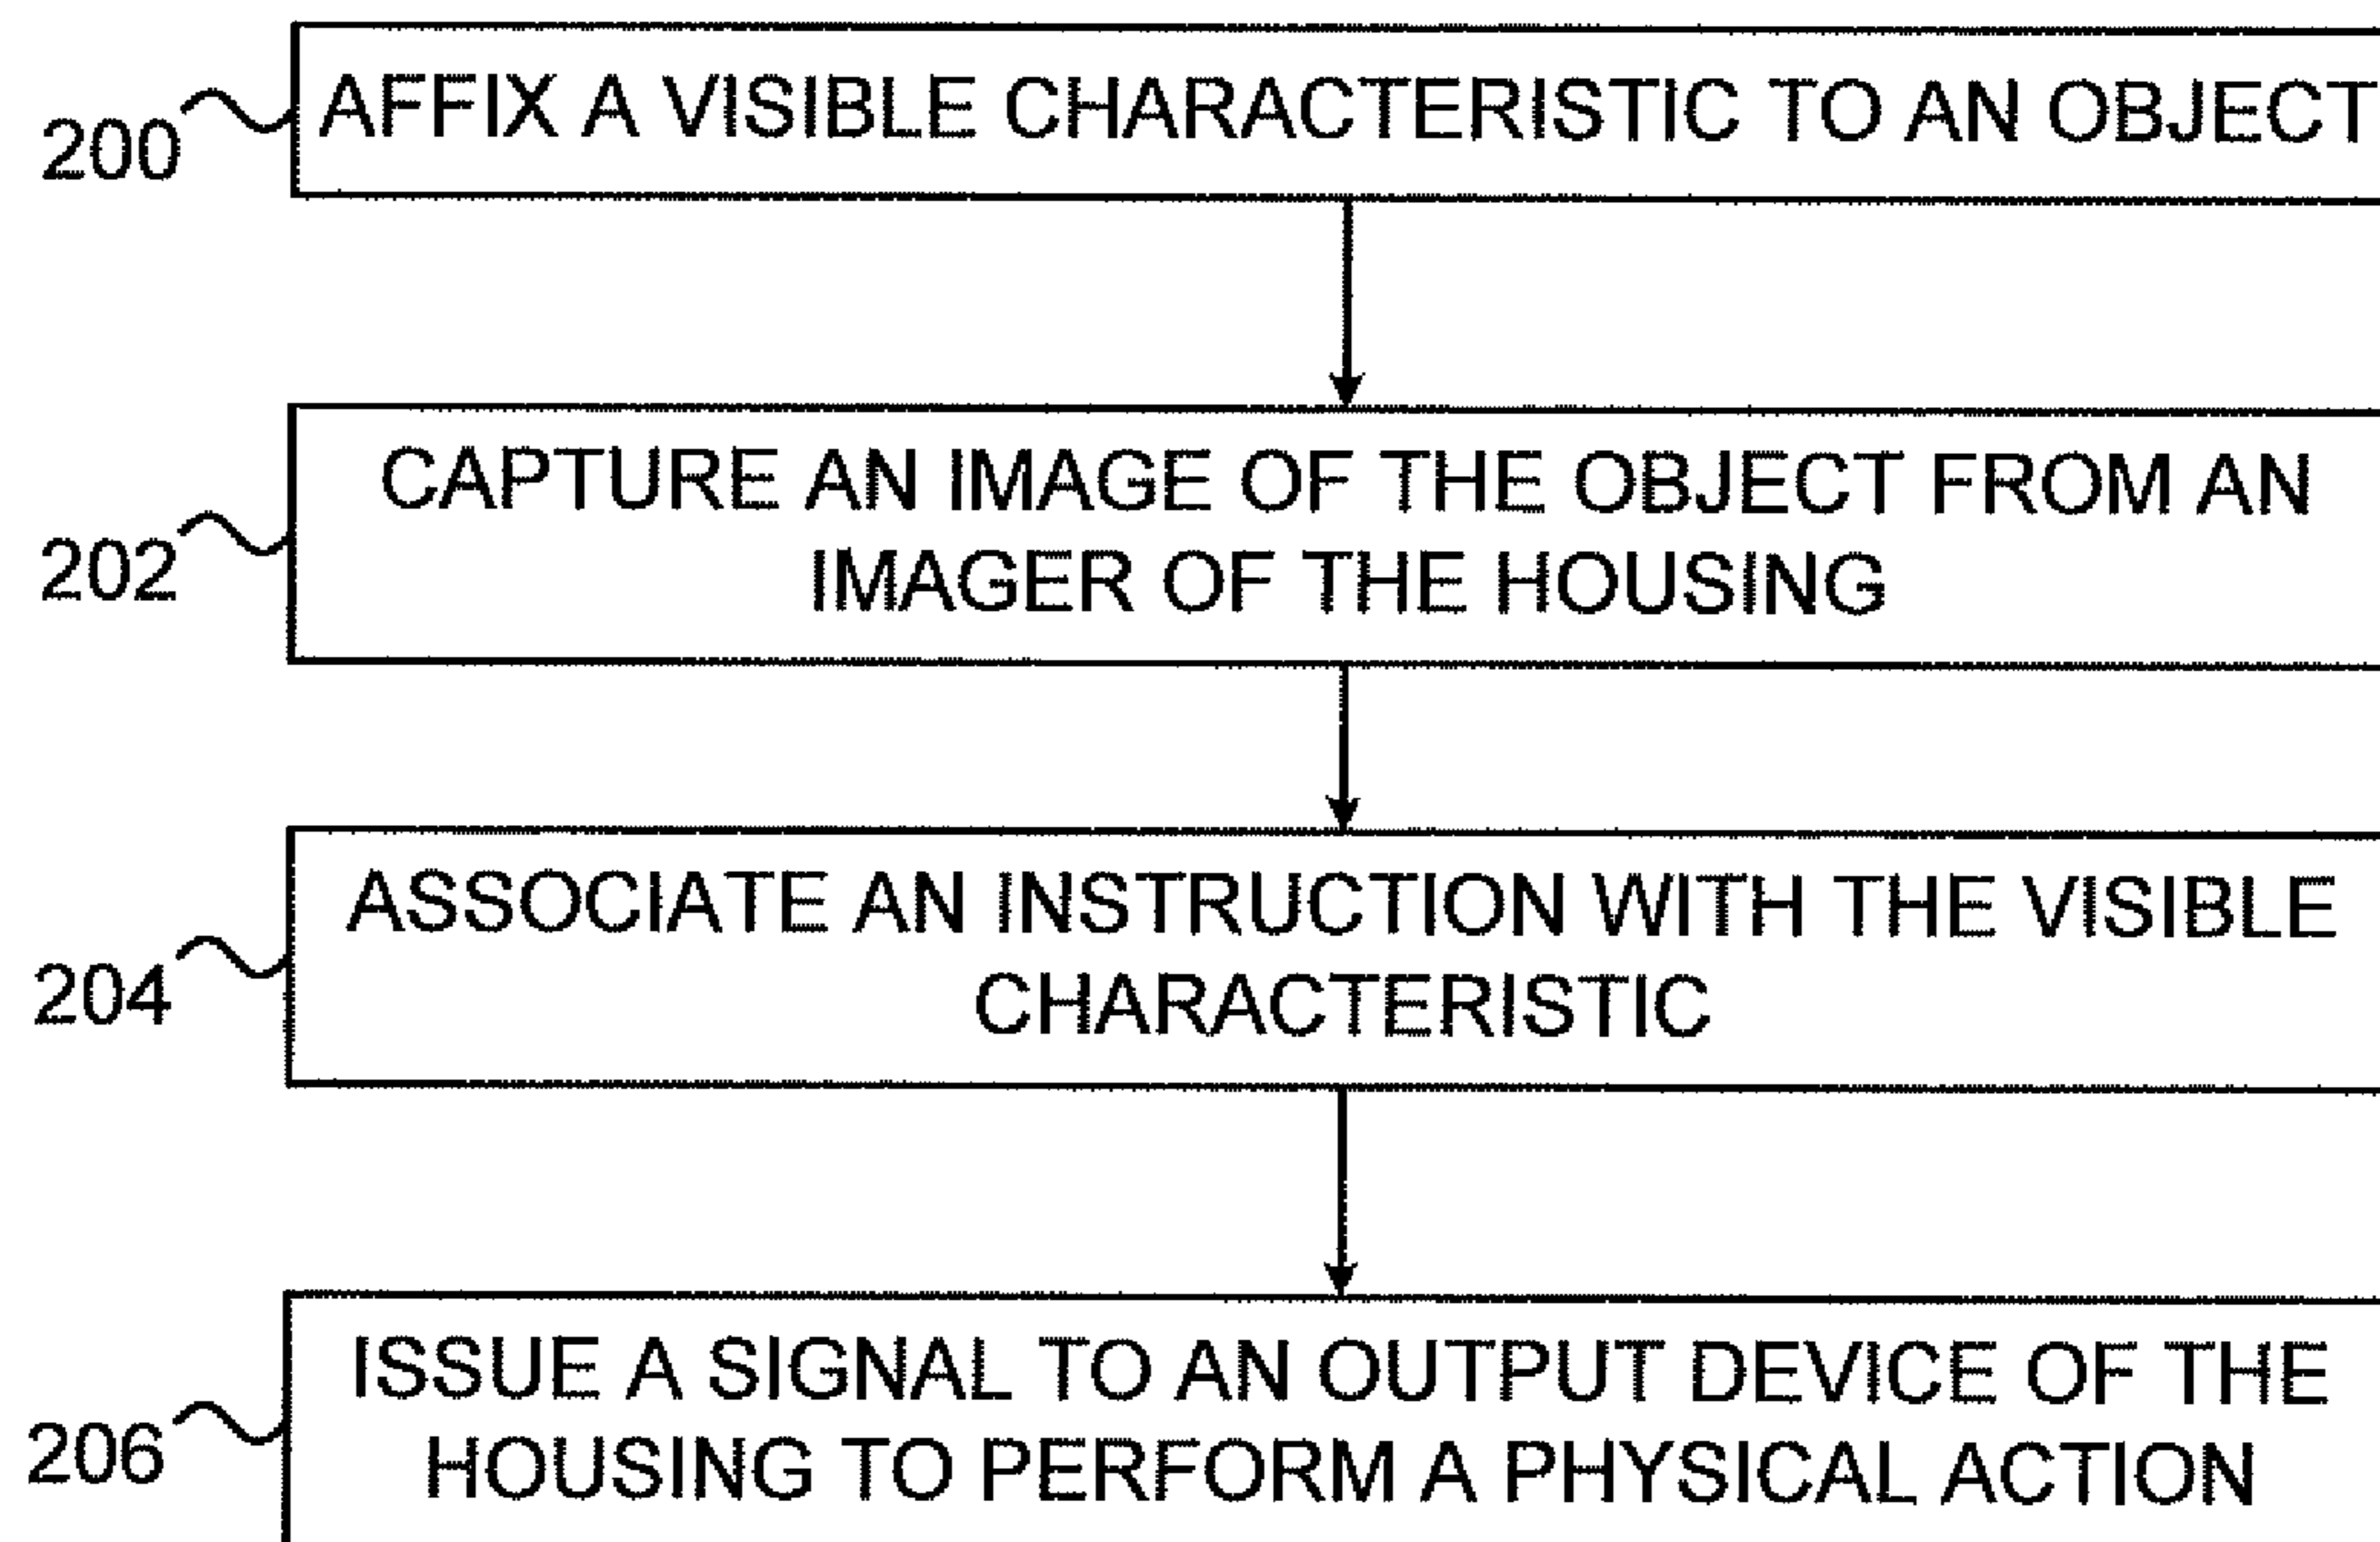 200
AFFIX A VISIBLE CHARACTERISTIC TO AN OBJECT
202
CAPTURE AN IMAGE OF THE OBJECT FROM AN
IMAGER OF THE HOUSING
204
ASSOCIATE AN INSTRUCTION WITH THE VISIBLE
CHARACTERISTIC
206
ISSUE A SIGNAL TO AN OUTPUT DEVICE OF THE
HOUSING TO PERFORM A PHYSICAL ACTION